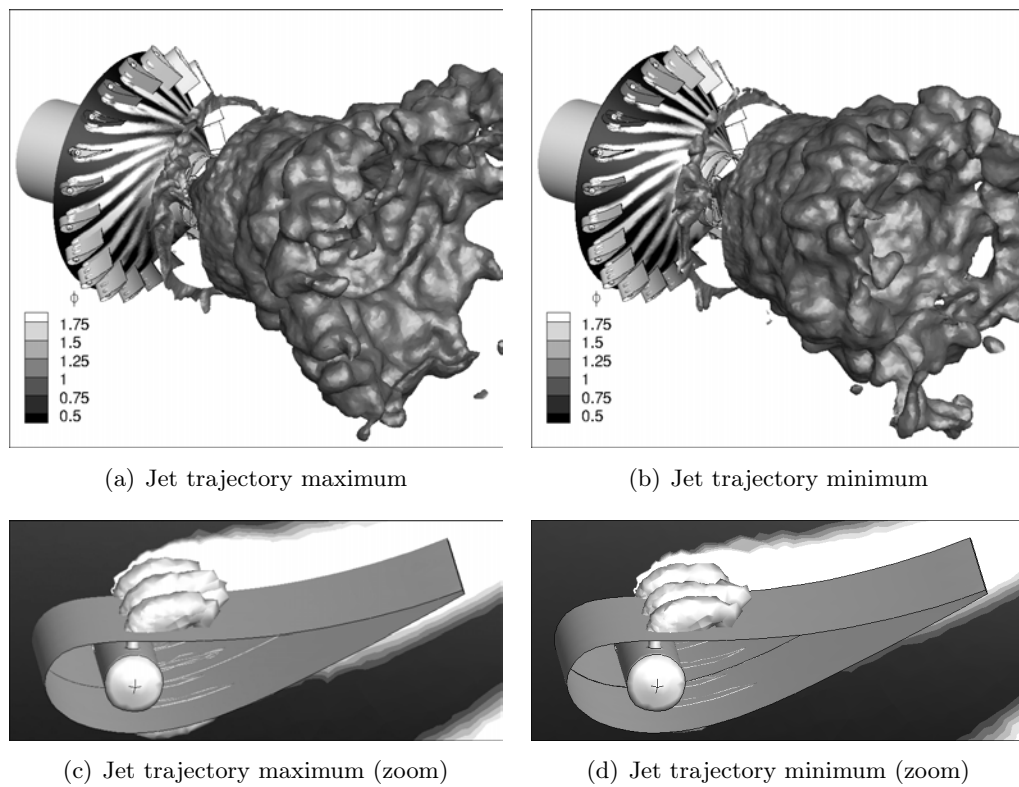 ϕ
1.75
1.5
1.25
1
0.75
0.5
ϕ
1.75
1.5
1.25
1
0.75
0.5
(a) Jet trajectory maximum
(b) Jet trajectory minimum
(c) Jet trajectory maximum (zoom)
(d) Jet trajectory minimum (zoom)